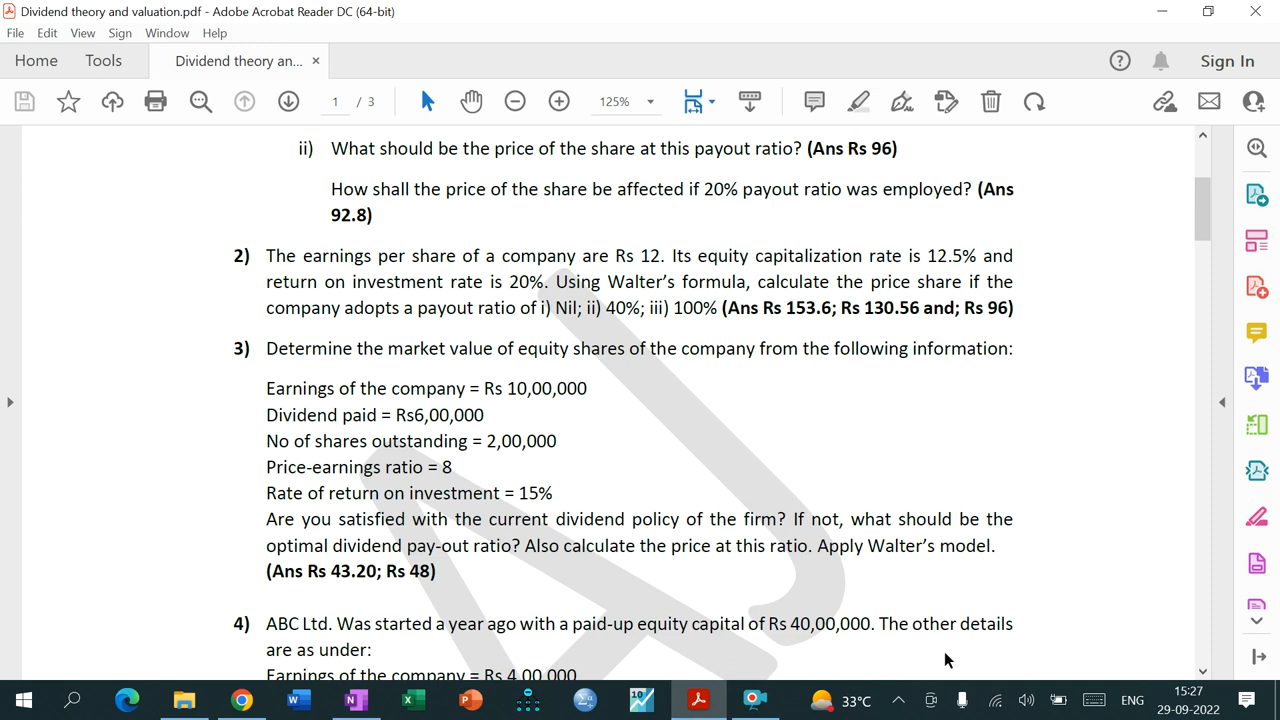 Dividend theory and valuation.pdf - Adobe Acrobat Reader DC (64-bit)
File Edit View Sign Window Help
Home Tools Dividend theory an... × Sign In
1 / 3 125%
ii) What should be the price of the share at this payout ratio? (Ans Rs 96)
How shall the price of the share be affected if 20% payout ratio was employed? (Ans
92.8)
2) The earnings per share of a company are Rs 12. Its equity capitalization rate is 12.5% and
return on investment rate is 20%. Using Walter's formula, calculate the price share if the
company adopts a payout ratio of i) Nil; ii) 40%; iii) 100% (Ans Rs 153.6; Rs 130.56 and; Rs 96)
3) Determine the market value of equity shares of the company from the following information:
Earnings of the company = Rs 10,00,000
Dividend paid = Rs6,00,000
No of shares outstanding = 2,00,000
Price-earnings ratio = 8
Rate of return on investment = 15%
Are you satisfied with the current dividend policy of the firm? If not, what should be the
optimal dividend pay-out ratio? Also calculate the price at this ratio. Apply Walter's model.
(Ans Rs 43.20; Rs 48)
4) ABC Ltd. Was started a year ago with a paid-up equity capital of Rs 40,00,000. The other details
are as under:
Earnings of the company = Rs 4,00,000
AJ
33°C ENG 15:27
29-09-2022